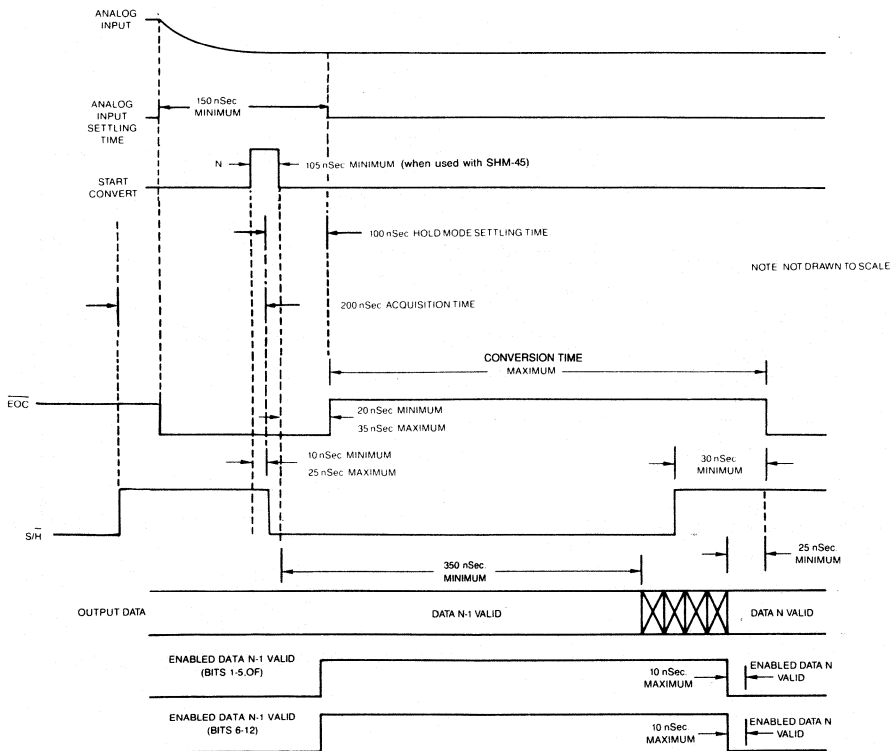 ANALOG
INPUT
150 nSec
MINIMUM
ANALOG
INPUT
SETTLING
TIME
N
105 nSec MINIMUM (when used with SHM-45)
START
CONVERT
100 nSec HOLD MODE SETTLING TIME
NOTE NOT DRAWN TO SCALE
200 nSec ACQUISITION TIME
CONVERSION TIME
MAXIMUM
EOC
20 nSec MINIMUM
35 nSec MAXIMUM
10 nSec MINIMUM
25 nSec MAXIMUM
30 nSec
MINIMUM
S/H
25 nSec.
MINIMUM
350 nSec.
MINIMUM
OUTPUT DATA
DATA N-1 VALID
DATA N VALID
ENABLED DATA N-1 VALID
(BITS 1-5,OF)
10 nSec.
MAXIMUM
ENABLED DATA N
VALID
ENABLED DATA N-1 VALID
(BITS 6-12)
10 nSec.
MAXIMUM
ENABLED DATA N
VALID